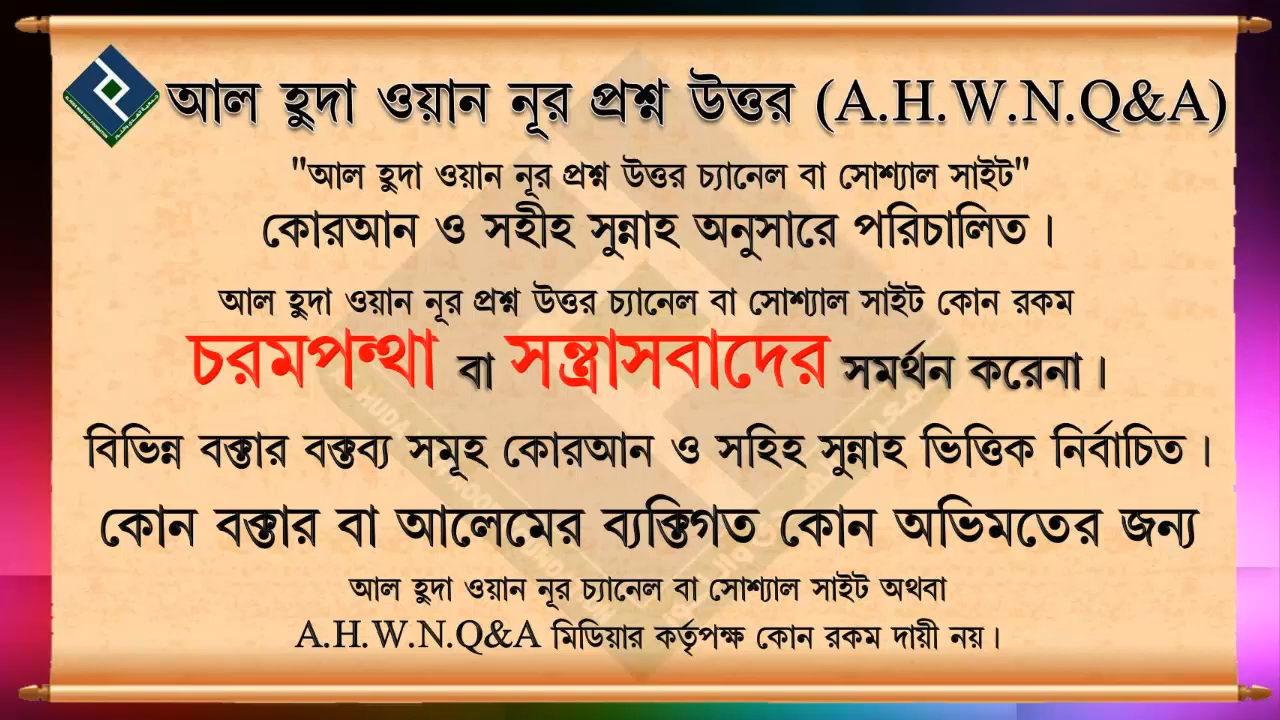 আল হুদা ওয়ান নূর প্রশ্ন উত্তর (A.H.W.N.Q&A)
"আল হুদা ওয়ান নূর প্রশ্ন উত্তর চ্যানেল বা সোশ্যাল সাইট"
কোরআন ও সহীহ সুন্নাহ অনুসারে পরিচালিত।
আল হুদা ওয়ান নূর প্রশ্ন উত্তর চ্যানেল বা সোশ্যাল সাইট কোন রকম
চরমপন্থা বা সন্ত্রাসবাদের সমর্থন করেনা।
বিভিন্ন বক্তার বক্তব্য সমূহ কোরআন ও সহিহ সুন্নাহ ভিত্তিক নির্বাচিত।
কোন বক্তার বা আলেমের ব্যক্তিগত কোন অভিমতের জন্য
আল হুদা ওয়ান নূর চ্যানেল বা সোশ্যাল সাইট অথবা
A.H.W.N.Q&A মিডিয়ার কর্তৃপক্ষ কোন রকম দায়ী নয়।